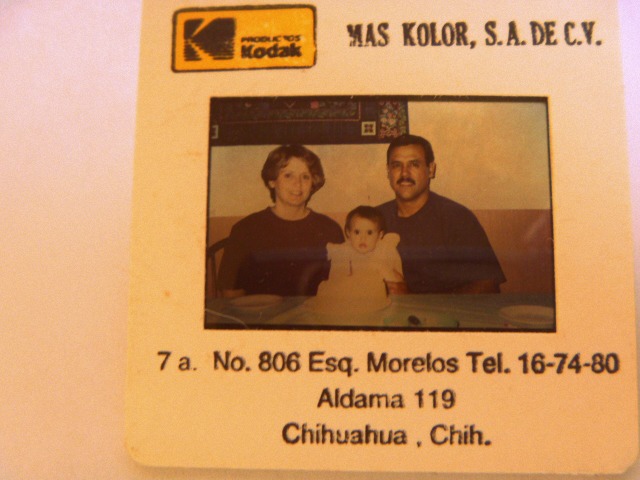 PRODUCTOS
Kodak
MAS KOLOR, S.A. DE C.V.
7 a. No. 806 Esq. Morelos Tel. 16-74-80
Aldama 119
Chihuahua , Chih.